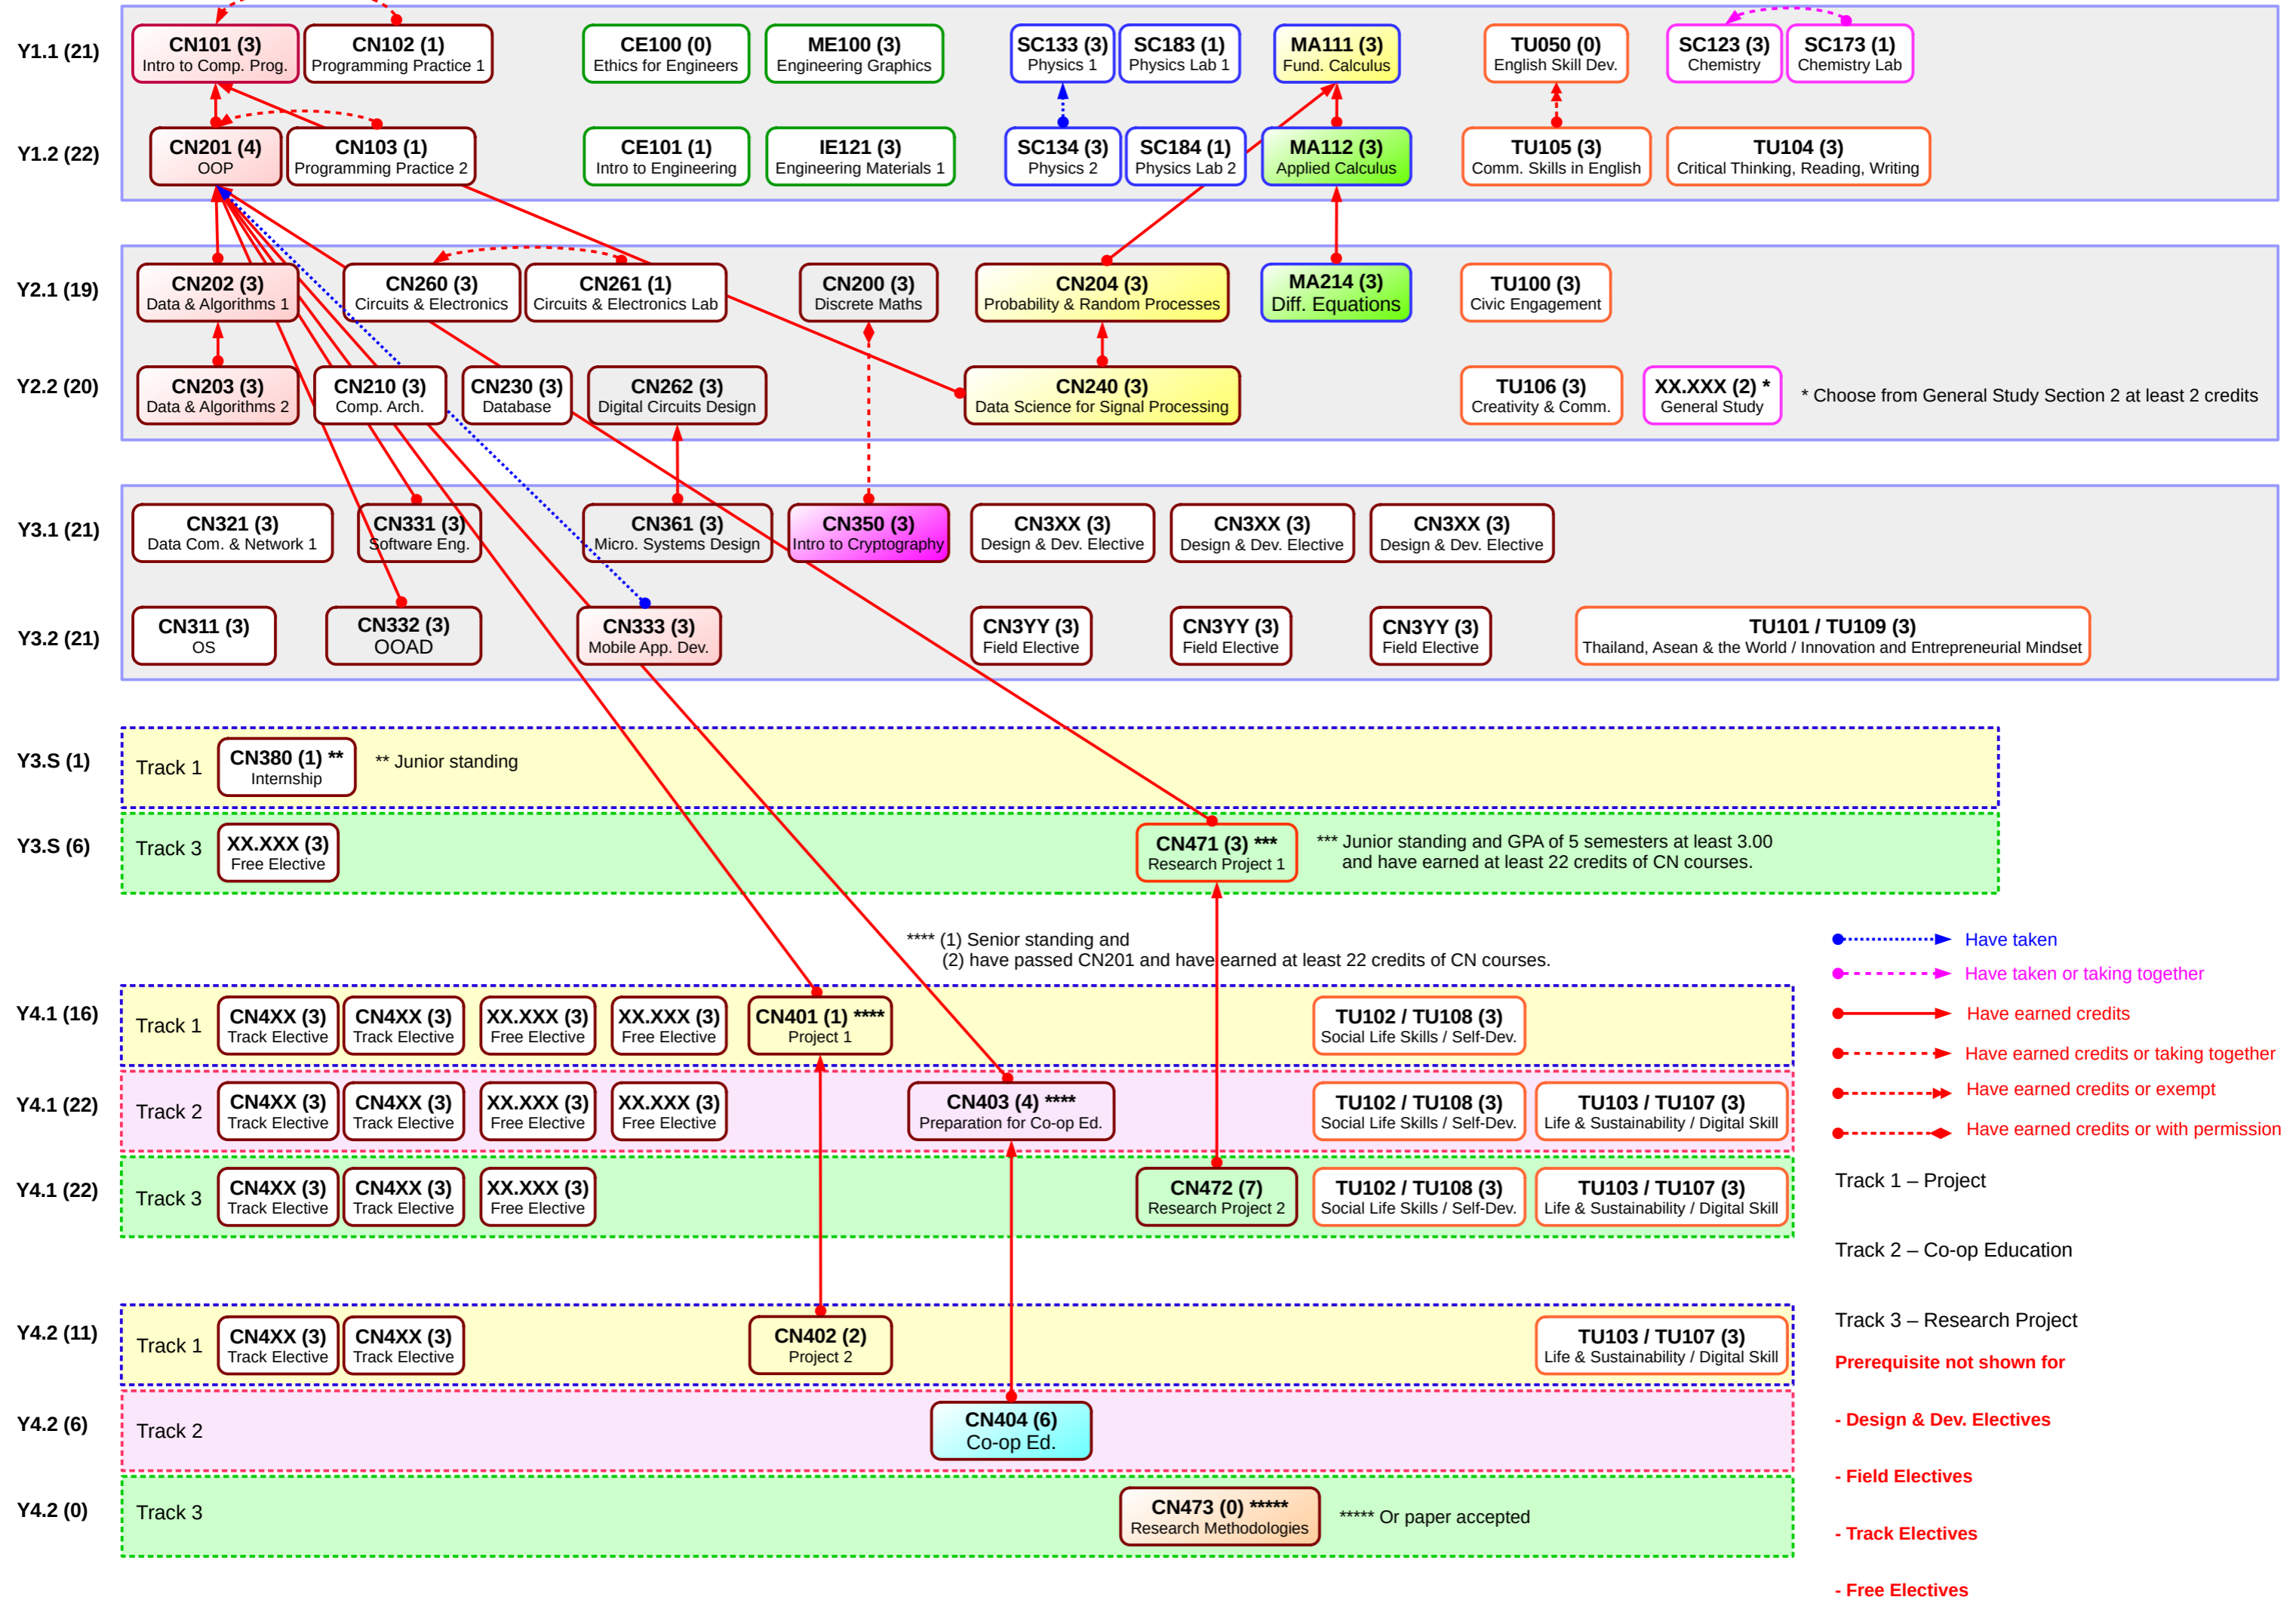 Y1.1 (21)
CN101 (3)
Intro to Comp. Prog.
CN102 (1)
Programming Practice 1
CE100 (0)
Ethics for Engineers
ME100 (3)
Engineering Graphics
SC133 (3)
Physics 1
SC183 (1)
Physics Lab 1
MA111 (3)
Fund. Calculus
TU050 (0)
English Skill Dev.
SC123 (3)
Chemistry
SC173 (1)
Chemistry Lab
Y1.2 (22)
CN201 (4)
OOP
CN103 (1)
Programming Practice 2
CE101 (1)
Intro to Engineering
IE121 (3)
Engineering Materials 1
SC134 (3)
Physics 2
SC184 (1)
Physics Lab 2
MA112 (3)
Applied Calculus
TU105 (3)
Comm. Skills in English
TU104 (3)
Critical Thinking, Reading, Writing
Y2.1 (19)
CN202 (3)
Data & Algorithms 1
CN260 (3)
Circuits & Electronics
CN261 (1)
Circuits & Electronics Lab
CN200 (3)
Discrete Maths
CN204 (3)
Probability & Random Processes
MA214 (3)
Diff. Equations
TU100 (3)
Civic Engagement
Y2.2 (20)
CN203 (3)
Data & Algorithms 2
CN210 (3)
Comp. Arch.
CN230 (3)
Database
CN262 (3)
Digital Circuits Design
CN240 (3)
Data Science for Signal Processing
TU106 (3)
Creativity & Comm.
XX.XXX (2) *
General Study
* Choose from General Study Section 2 at least 2 credits
Y3.1 (21)
CN321 (3)
Data Com. & Network 1
CN331 (3)
Software Eng.
CN361 (3)
Micro. Systems Design
CN350 (3)
Intro to Cryptography
CN3XX (3)
Design & Dev. Elective
CN3XX (3)
Design & Dev. Elective
CN3XX (3)
Design & Dev. Elective
Y3.2 (21)
CN311 (3)
OS
CN332 (3)
OOAD
CN333 (3)
Mobile App. Dev.
CN3YY (3)
Field Elective
CN3YY (3)
Field Elective
CN3YY (3)
Field Elective
TU101 / TU109 (3)
Thailand, Asean & the World / Innovation and Entrepreneurial Mindset
Y3.S (1)
Track 1
CN380 (1) **
Internship
** Junior standing
Y3.S (6)
Track 3
XX.XXX (3)
Free Elective
CN471 (3) ***
Research Project 1
*** Junior standing and GPA of 5 semesters at least 3.00
and have earned at least 22 credits of CN courses.
**** (1) Senior standing and
(2) have passed CN201 and have earned at least 22 credits of CN courses.
Y4.1 (16)
Track 1
CN4XX (3)
Track Elective
CN4XX (3)
Track Elective
XX.XXX (3)
Free Elective
XX.XXX (3)
Free Elective
CN401 (1) ****
Project 1
TU102 / TU108 (3)
Social Life Skills / Self-Dev.
Y4.1 (22)
Track 2
CN4XX (3)
Track Elective
CN4XX (3)
Track Elective
XX.XXX (3)
Free Elective
XX.XXX (3)
Free Elective
CN403 (4) ****
Preparation for Co-op Ed.
TU102 / TU108 (3)
Social Life Skills / Self-Dev.
TU103 / TU107 (3)
Life & Sustainability / Digital Skill
Y4.1 (22)
Track 3
CN4XX (3)
Track Elective
CN4XX (3)
Track Elective
XX.XXX (3)
Free Elective
CN472 (7)
Research Project 2
TU102 / TU108 (3)
Social Life Skills / Self-Dev.
TU103 / TU107 (3)
Life & Sustainability / Digital Skill
Y4.2 (11)
Track 1
CN4XX (3)
Track Elective
CN4XX (3)
Track Elective
CN402 (2)
Project 2
TU103 / TU107 (3)
Life & Sustainability / Digital Skill
Y4.2 (6)
Track 2
CN404 (6)
Co-op Ed.
Y4.2 (0)
Track 3
CN473 (0) *****
Research Methodologies
***** Or paper accepted
Have taken
Have taken or taking together
Have earned credits
Have earned credits or taking together
Have earned credits or exempt
Have earned credits or with permission
Track 1 – Project
Track 2 – Co-op Education
Track 3 – Research Project
Prerequisite not shown for
- Design & Dev. Electives
- Field Electives
- Track Electives
- Free Electives